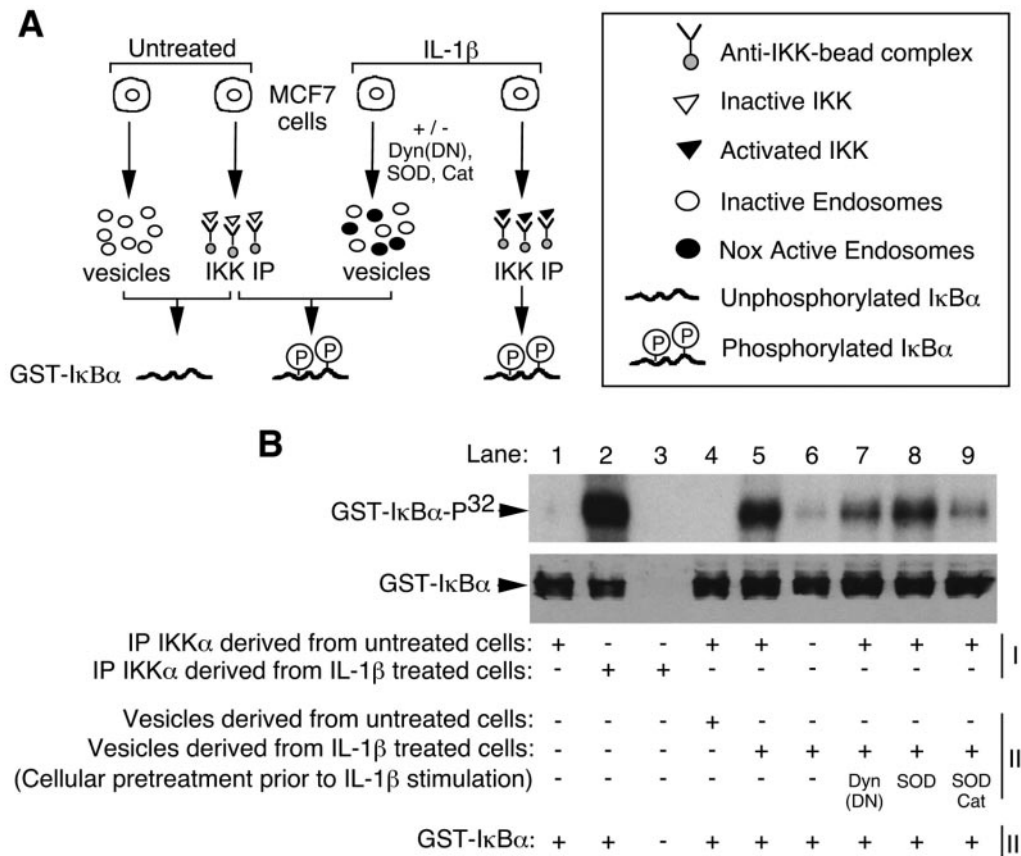 A
Untreated
IL-1β
MCF7
cells
+ / -
Dyn(DN),
SOD, Cat
vesicles
IKK IP
vesicles
IKK IP
P P
P P
GST-IκBα
Anti-IKK-bead complex
Inactive IKK
Activated IKK
Inactive Endosomes
Nox Active Endosomes
Unphosphorylated IκBα
P P
Phosphorylated IκBα
B
Lane: 1 2 3 4 5 6 7 8 9
GST-IκBα-P32
GST-IκBα
IP IKKα derived from untreated cells: + - - + + - + + +
IP IKKα derived from IL-1β treated cells: - + + - - - - - -
I
Vesicles derived from untreated cells: - - - + - - - - -
Vesicles derived from IL-1β treated cells: - - - - + + + + +
(Cellular pretreatment prior to IL-1β stimulation) - - - - - - Dyn (DN) SOD SOD Cat
II
GST-IκBα: + + - + + + + + +
II